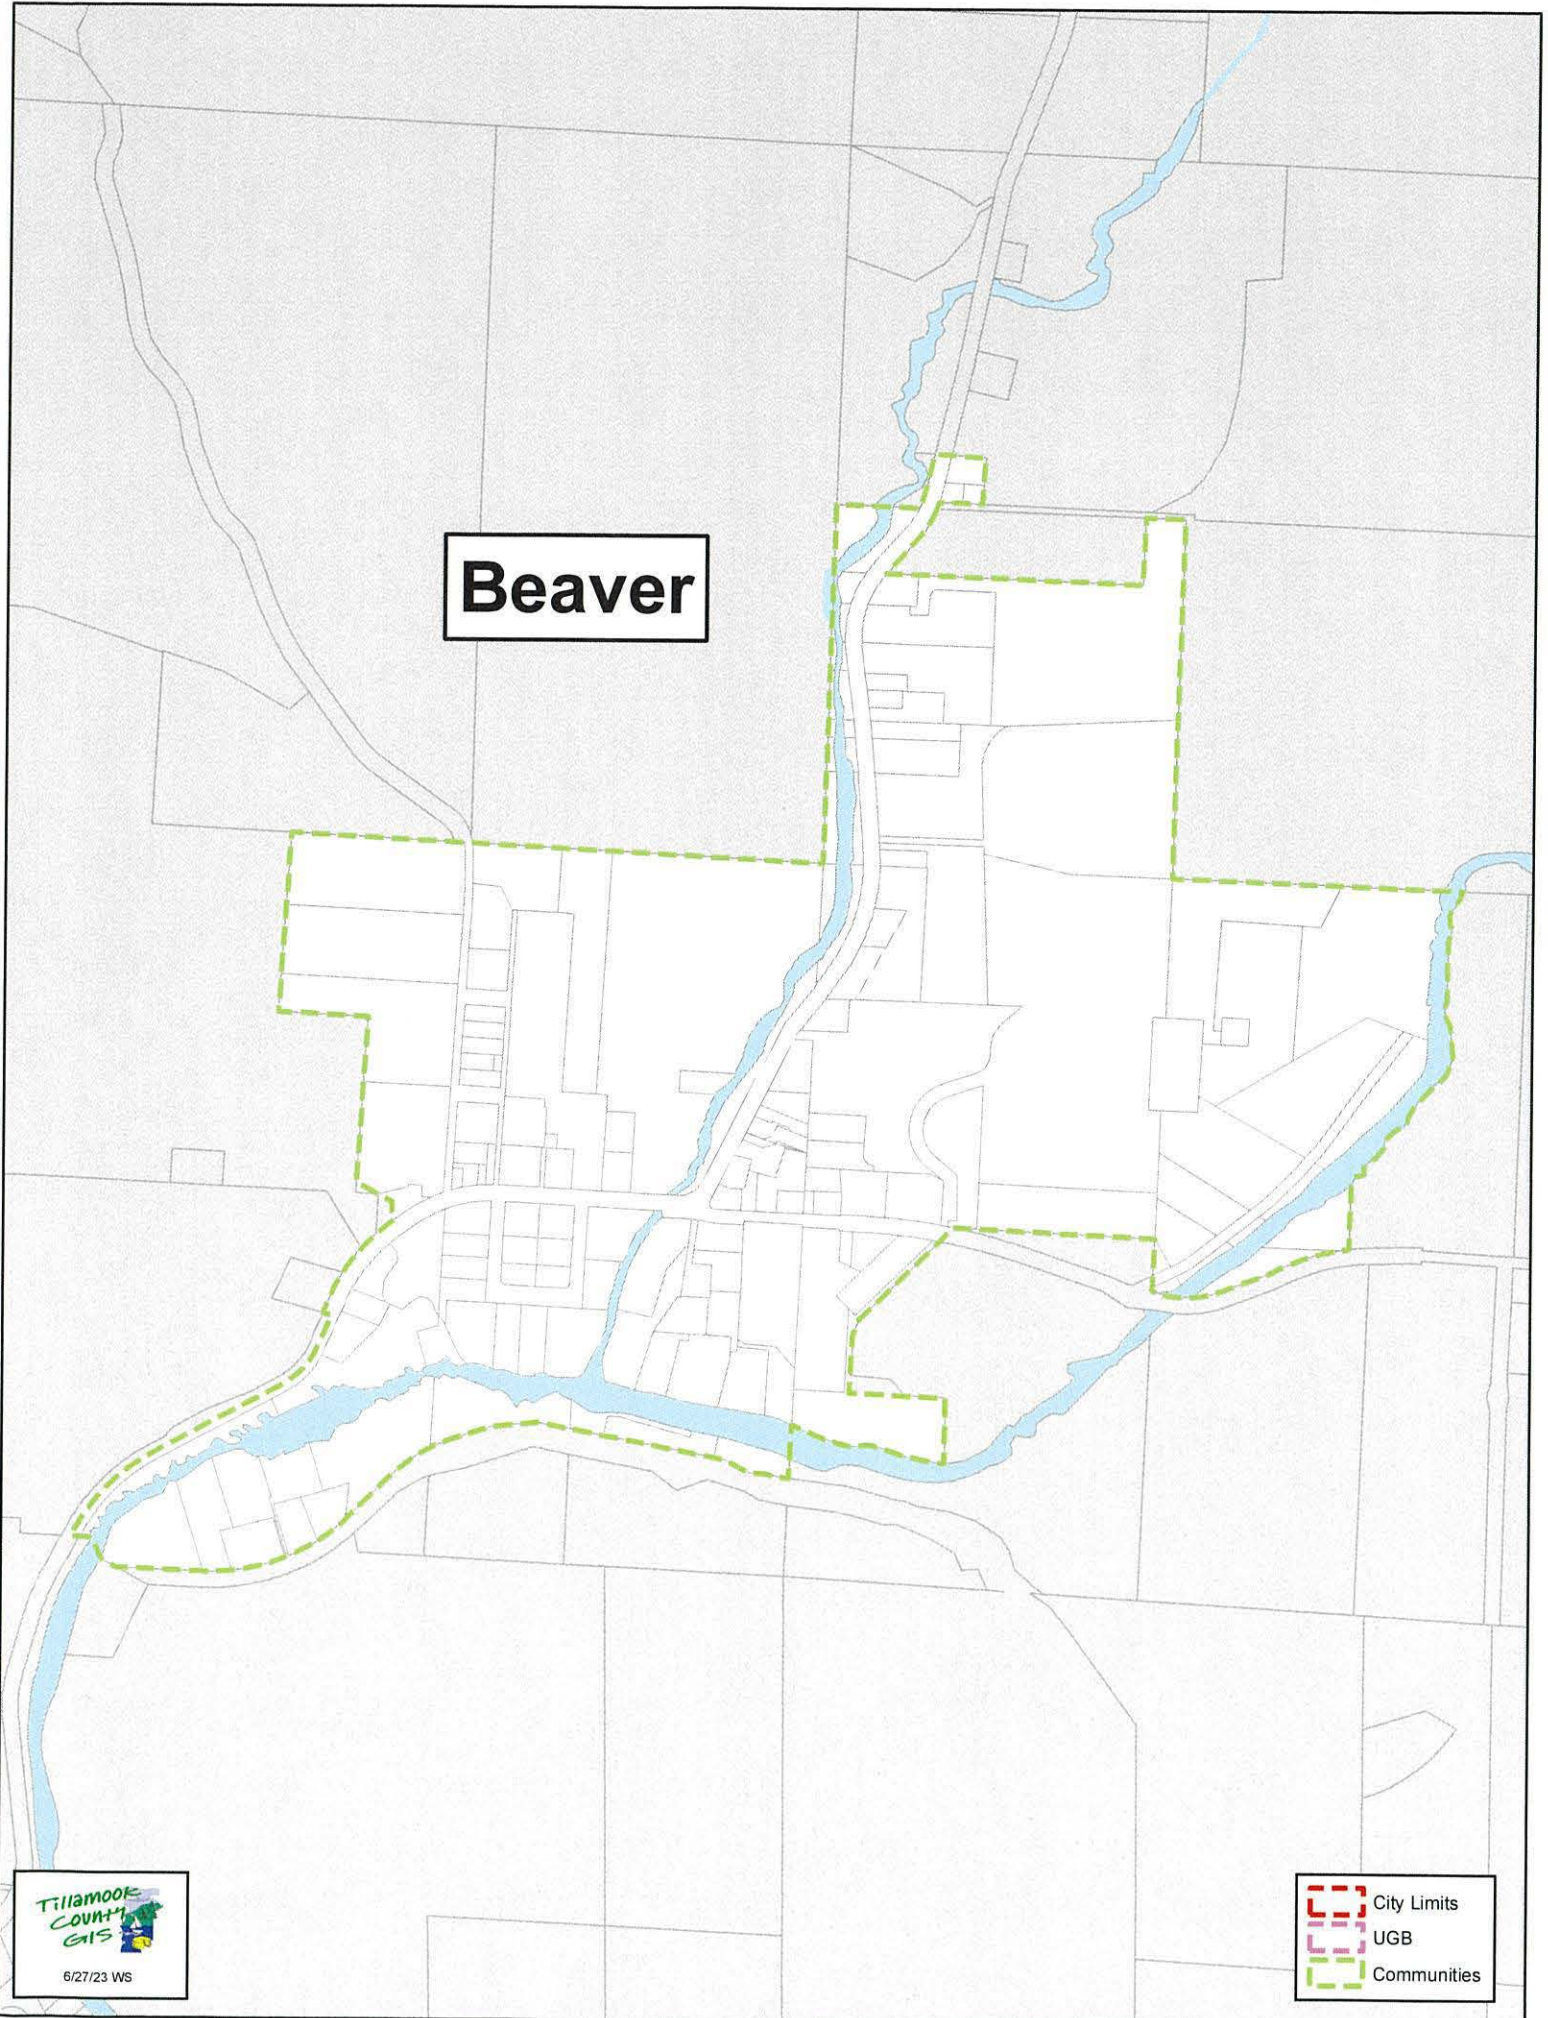 Beaver
Tillamook
County
GIS
6/27/23 WS
City Limits
UGB
Communities